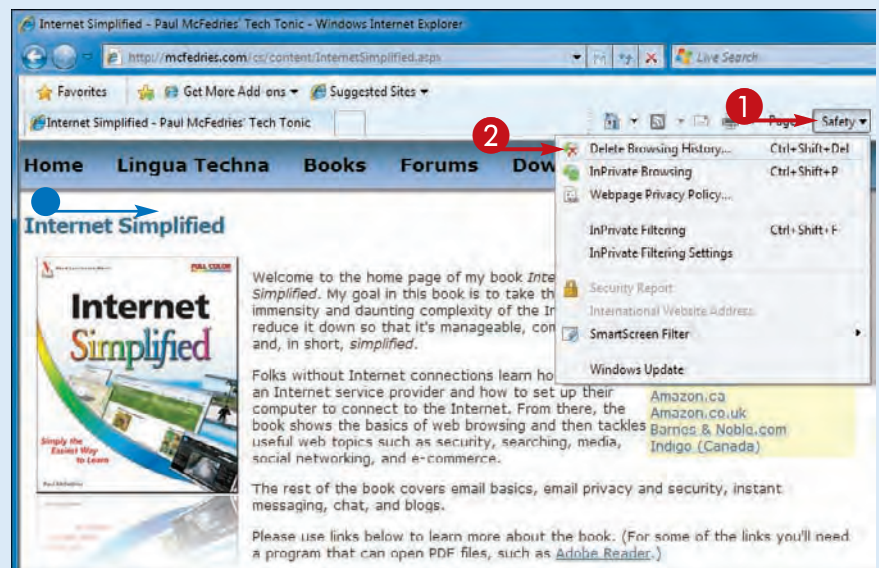 Internet Simplified - Paul McFedries' Tech Tonic - Windows Internet Explorer
http://mcfedries.com/cs/content/InternetSimplified.aspx
Live Search
Favorites Get More Add-ons Suggested Sites
Internet Simplified - Paul McFedries' Tech Tonic
Page
Safety
1
2
Delete Browsing History... Ctrl+Shift+Del
InPrivate Browsing Ctrl+Shift+P
Webpage Privacy Policy...
InPrivate Filtering Ctrl+Shift+F
InPrivate Filtering Settings
Security Report
International Website Address
SmartScreen Filter
Windows Update
Home Lingua Techna Books Forums Dow
Internet Simplified
FULL COLOR
Internet
Simplified
Simply the
Easiest Way
to Learn
Paul McFedries
Welcome to the home page of my book Inte
Simplified. My goal in this book is to take th
immensity and daunting complexity of the Ir
reduce it down so that it's manageable, con
and, in short, simplified.
Folks without Internet connections learn ho
an Internet service provider and how to set up their
computer to connect to the Internet. From there, the
book shows the basics of web browsing and then tackles
useful web topics such as security, searching, media,
social networking, and e-commerce.
Amazon.ca
Amazon.co.uk
Barnes & Noble.com
Indigo (Canada)
The rest of the book covers email basics, email privacy and security, instant
messaging, chat, and blogs.
Please use links below to learn more about the book. (For some of the links you'll need
a program that can open PDF files, such as Adobe Reader.)